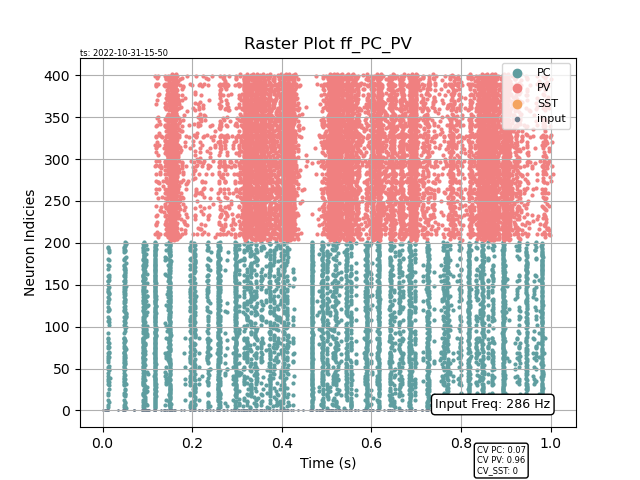 Raster Plot ff_PC_PV
ts: 2022-10-31-15-50
PC
PV
SST
input
Neuron Indicies
400
350
300
250
200
150
100
50
0
Input Freq: 286 Hz
0.0 0.2 0.4 0.6 0.8 1.0
Time (s)
CV PC: 0.07
CV PV: 0.96
CV_SST: 0